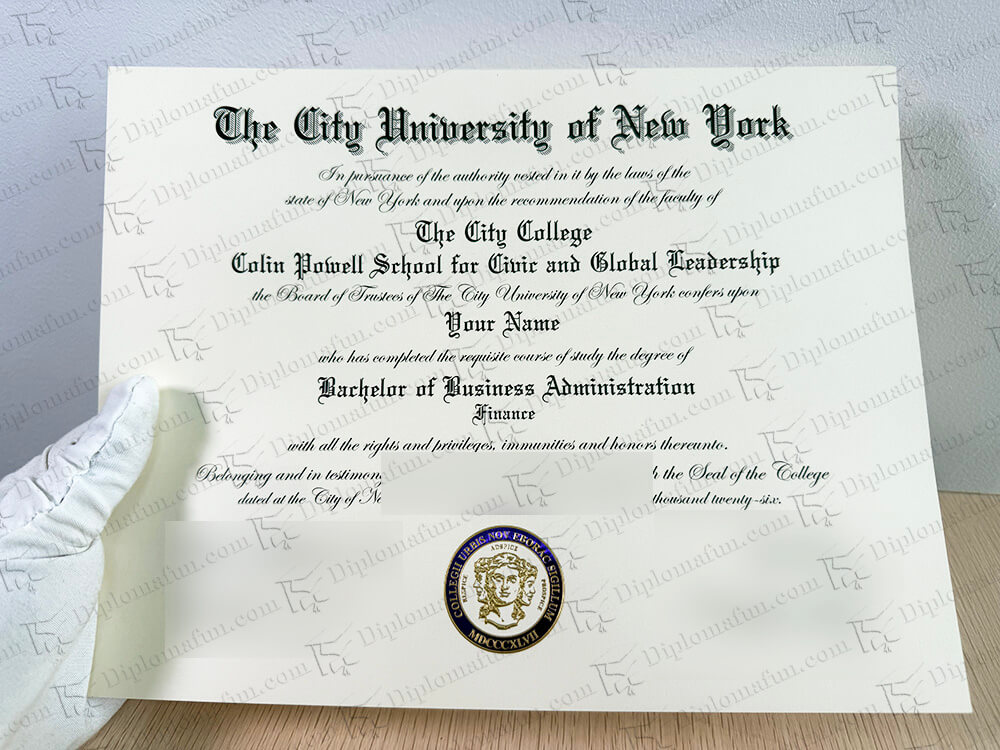 The City University of New York
In pursuance of the authority vested in it by the laws of the
state of New York and upon the recommendation of the faculty of
The City College
Colin Powell School for Civic and Global Leadership
the Board of Trustees of The City University of New York confers upon
Your Name
who has completed the requisite course of study the degree of
Bachelor of Business Administration
Finance
with all the rights and privileges, immunities and honors thereunto.
Belonging and in testimon
h the Seal of the College
dated at the City of Ne
thousand twenty-six.
COLLEGII URBIS NOV EBORAC SIGILLUM
ADSPICE
RESPICE
PROSPICE
MDCCCXLVII
Diplomafun.com